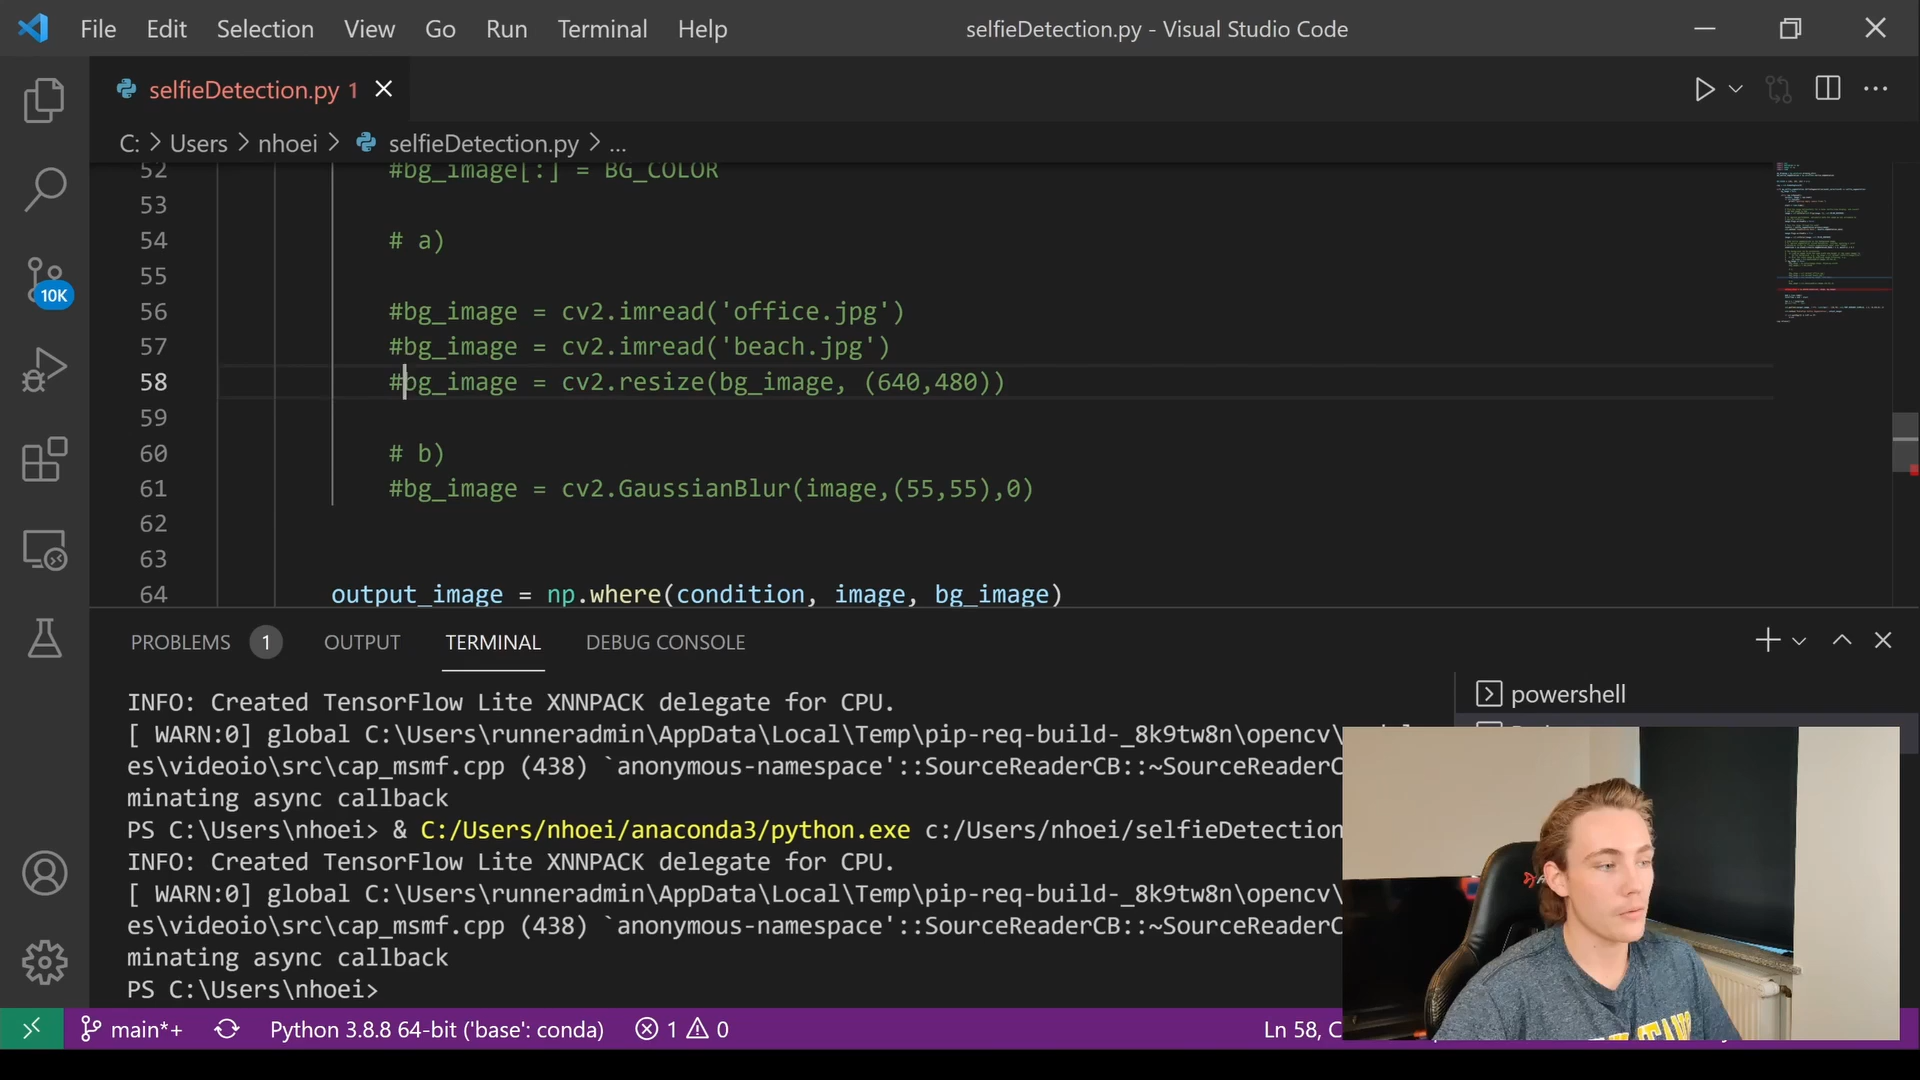 File Edit Selection View Go Run Terminal Help
selfieDetection.py - Visual Studio Code
selfieDetection.py 1
C: > Users > nhoei > selfieDetection.py > ...
52 #bg_image[:] = BG_COLOR
53
54 # a)
55
56 #bg_image = cv2.imread('office.jpg')
57 #bg_image = cv2.imread('beach.jpg')
58 #bg_image = cv2.resize(bg_image, (640,480))
59
60 # b)
61 #bg_image = cv2.GaussianBlur(image,(55,55),0)
62
63
64 output_image = np.where(condition, image, bg_image)
10K
PROBLEMS 1 OUTPUT TERMINAL DEBUG CONSOLE
INFO: Created TensorFlow Lite XNNPACK delegate for CPU.
[ WARN:0] global C:\Users\runneradmin\AppData\Local\Temp\pip-req-build-_8k9tw8n\opencv\
es\videoio\src\cap_msmf.cpp (438) `anonymous-namespace'::SourceReaderCB::~SourceReaderC
minating async callback
PS C:\Users\nhoei> & C:/Users/nhoei/anaconda3/python.exe c:/Users/nhoei/selfieDetection
INFO: Created TensorFlow Lite XNNPACK delegate for CPU.
[ WARN:0] global C:\Users\runneradmin\AppData\Local\Temp\pip-req-build-_8k9tw8n\opencv\
es\videoio\src\cap_msmf.cpp (438) `anonymous-namespace'::SourceReaderCB::~SourceReaderC
minating async callback
PS C:\Users\nhoei>
powershell
main*+ Python 3.8.8 64-bit ('base': conda) 1 0
Ln 58, C